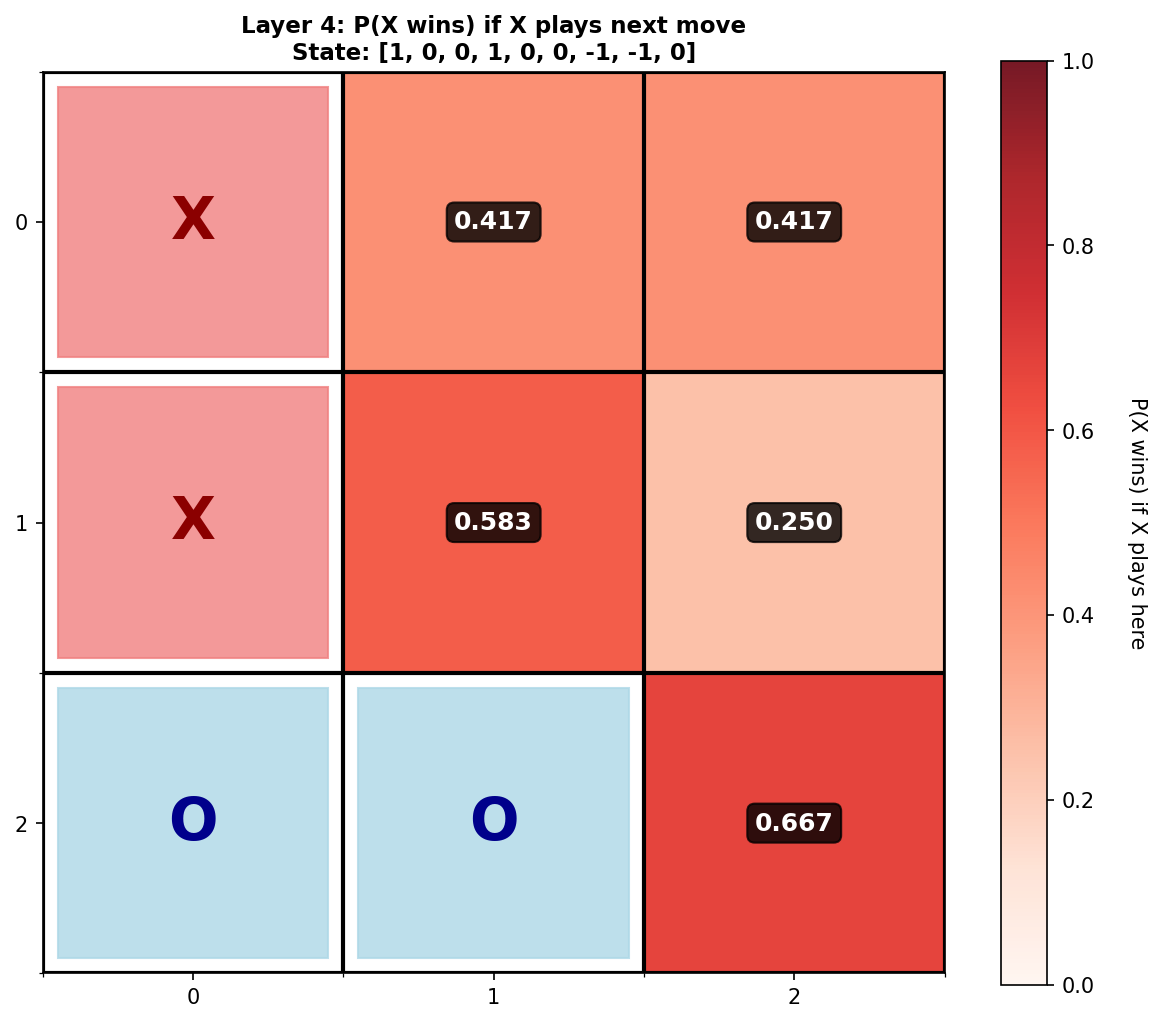 Layer 4: P(X wins) if X plays next move
State: [1, 0, 0, 1, 0, 0, -1, -1, 0]
0
X
0.417
0.417
1
X
0.583
0.250
2
O
O
0.667
0
1
2
1.0
0.8
0.6
0.4
0.2
0.0
P(X wins) if X plays here